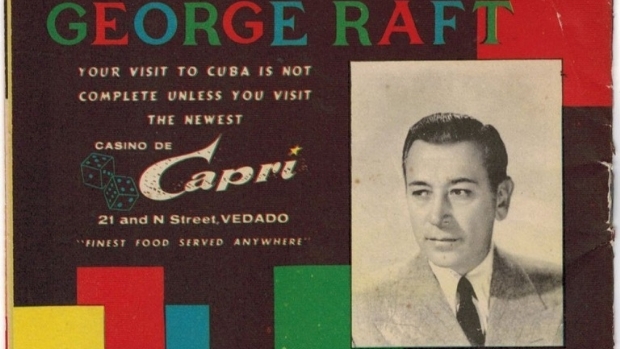 GEORGE RAFT
YOUR VISIT TO CUBA IS NOT
COMPLETE UNLESS YOU VISIT
THE NEWEST
CASINO DE
Capri
21 and N Street, VEDADO
"FINEST FOOD SERVED ANYWHERE"